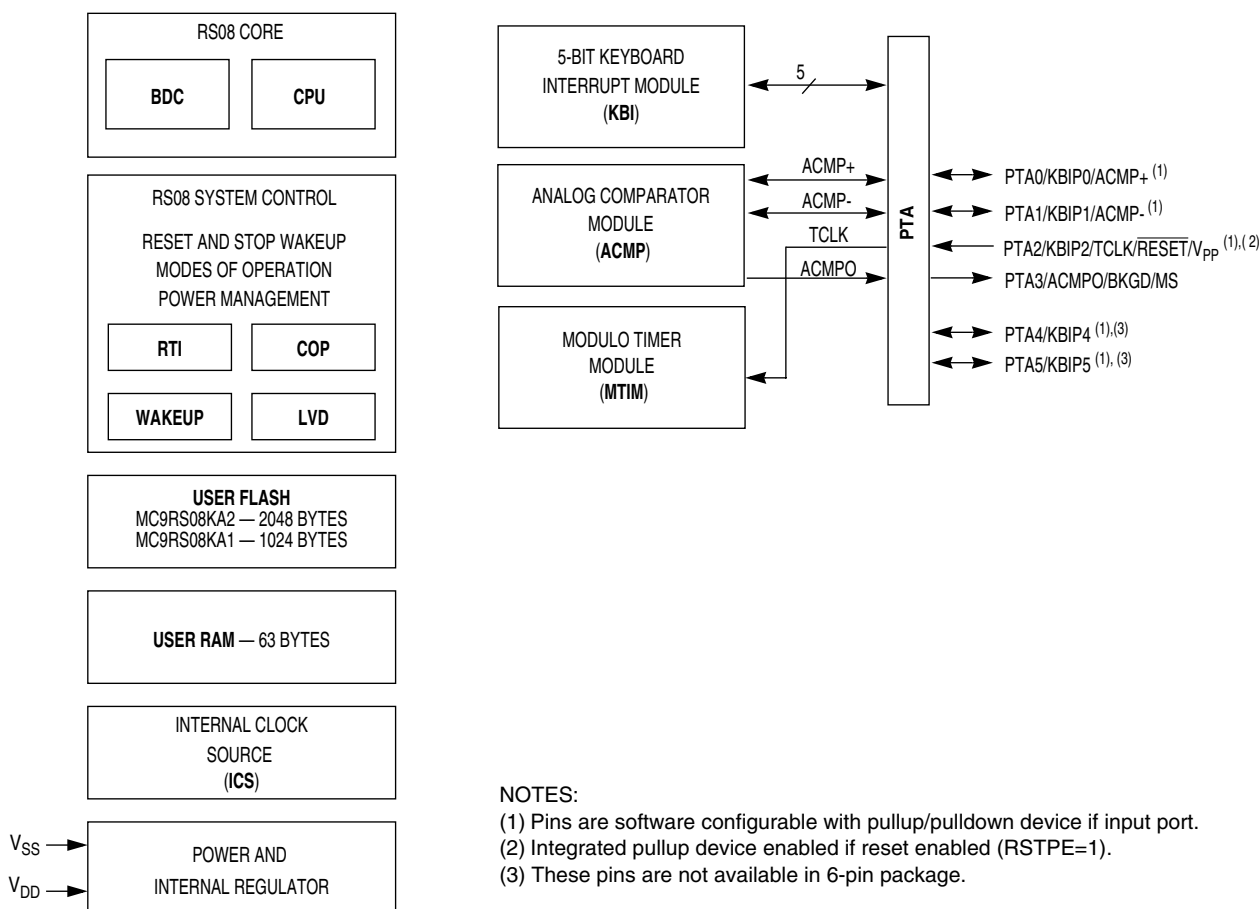 RS08 CORE
BDC
CPU
RS08 SYSTEM CONTROL
RESET AND STOP WAKEUP
MODES OF OPERATION
POWER MANAGEMENT
RTI
COP
WAKEUP
LVD
USER FLASH
MC9RS08KA2 — 2048 BYTES
MC9RS08KA1 — 1024 BYTES
USER RAM — 63 BYTES
INTERNAL CLOCK
SOURCE
(ICS)
VSS
VDD
POWER AND
INTERNAL REGULATOR
5-BIT KEYBOARD
INTERRUPT MODULE
(KBI)
5
ANALOG COMPARATOR
MODULE
(ACMP)
ACMP+
ACMP-
TCLK
ACMPO
MODULO TIMER
MODULE
(MTIM)
PTA
PTA0/KBIP0/ACMP+ (1)
PTA1/KBIP1/ACMP- (1)
PTA2/KBIP2/TCLK/RESET/VPP (1),( 2)
PTA3/ACMPO/BKGD/MS
PTA4/KBIP4 (1),(3)
PTA5/KBIP5 (1), (3)
NOTES:
(1) Pins are software configurable with pullup/pulldown device if input port.
(2) Integrated pullup device enabled if reset enabled (RSTPE=1).
(3) These pins are not available in 6-pin package.